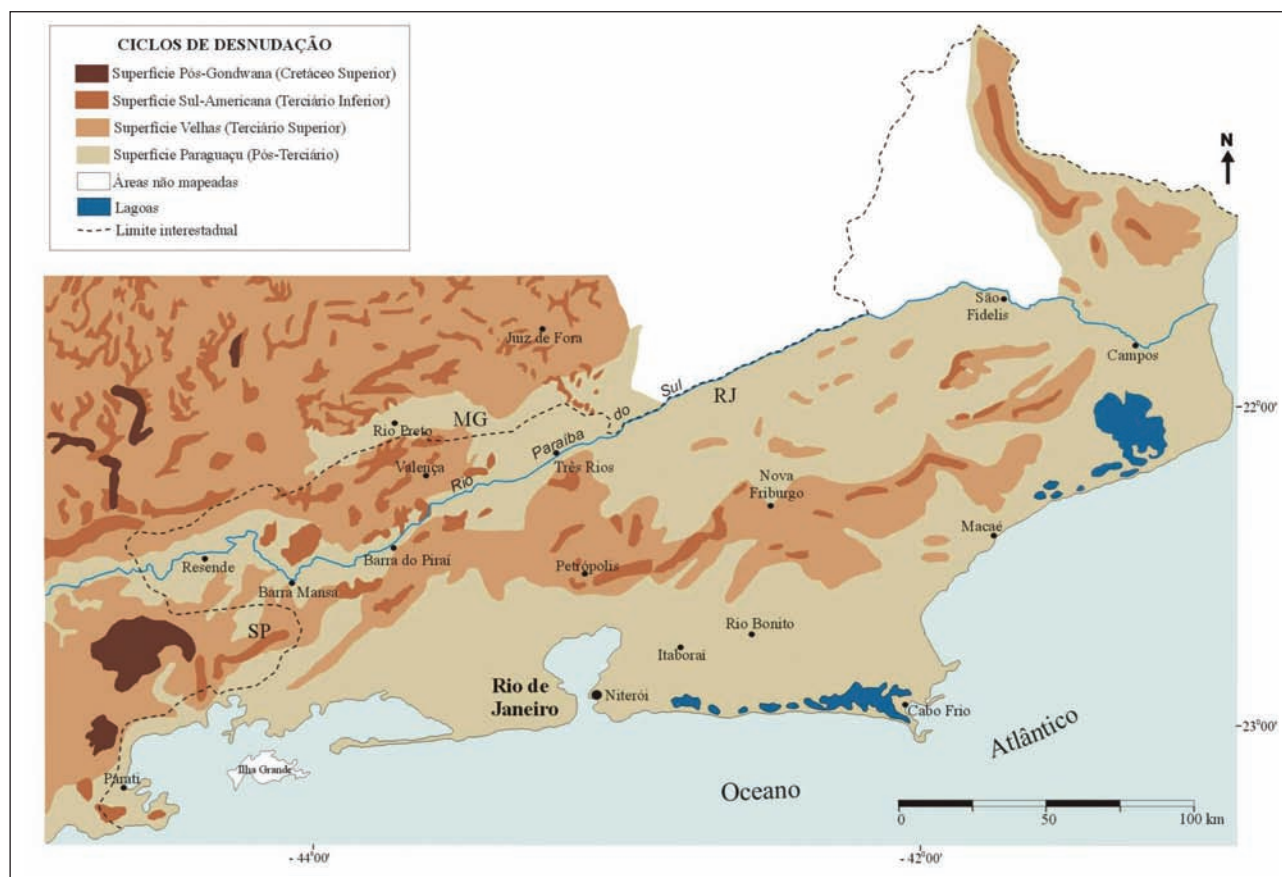 CICLOS DE DESNUDAÇÃO
Superfície Pós-Gondwana (Cretáceo Superior)
Superfície Sul-Americana (Terciário Inferior)
Superfície Velhas (Terciário Superior)
Superfície Paraguaçu (Pós-Terciário)
Áreas não mapeadas
Lagoas
Limite interestadual
N
São
Fidelis
Campos
Juiz de Fora
Sul
RJ
22°00'
MG
do
Rio Preto
Paraíba
Valença
Três Rios
Rio
Nova
Friburgo
Macaé
Barra do Piraí
Resende
Petrópolis
Barra Mansa
SP
Rio Bonito
Itaborai
Rio de
Janeiro
Niterói
Cabo Frio
23°00'
Atlântico
Ilha Grande
Parati
Oceano
0 25 50 100 km
- 44°00'
- 42°00'